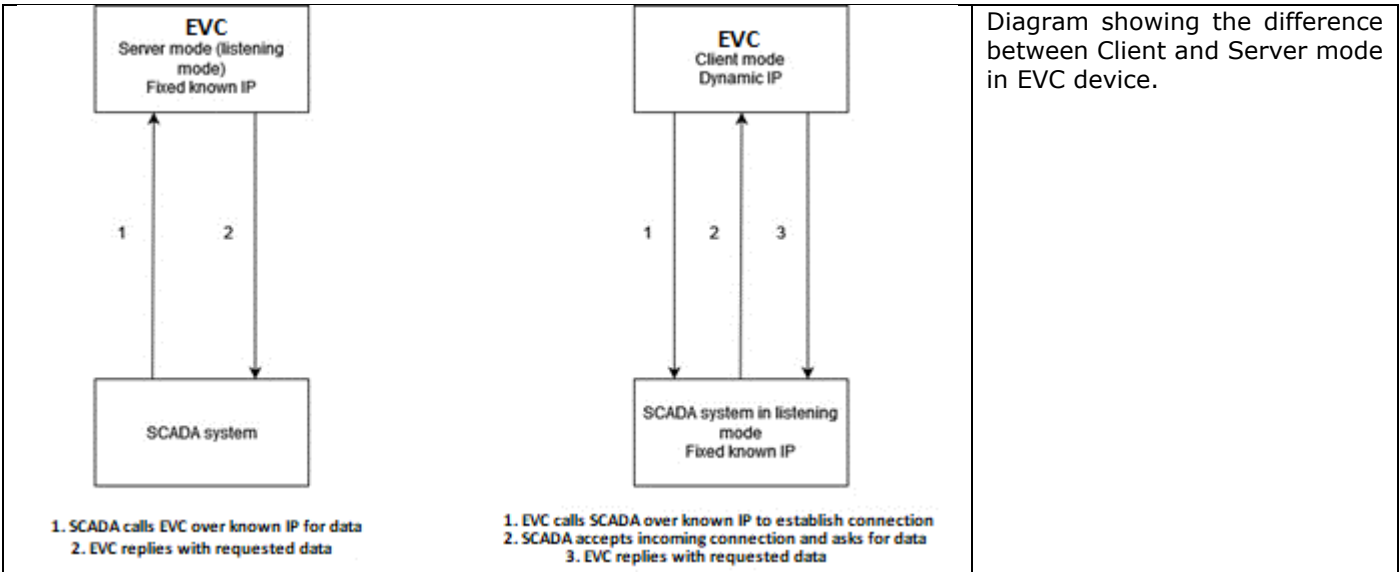 EVC
Server mode (listening
mode)
Fixed known IP
1
2
SCADA system
1. SCADA calls EVC over known IP for data
2. EVC replies with requested data
EVC
Client mode
Dynamic IP
1
2
3
SCADA system in listening
mode
Fixed known IP
1. EVC calls SCADA over known IP to establish connection
2. SCADA accepts incoming connection and asks for data
3. EVC replies with requested data
Diagram showing the difference
between Client and Server mode
in EVC device.